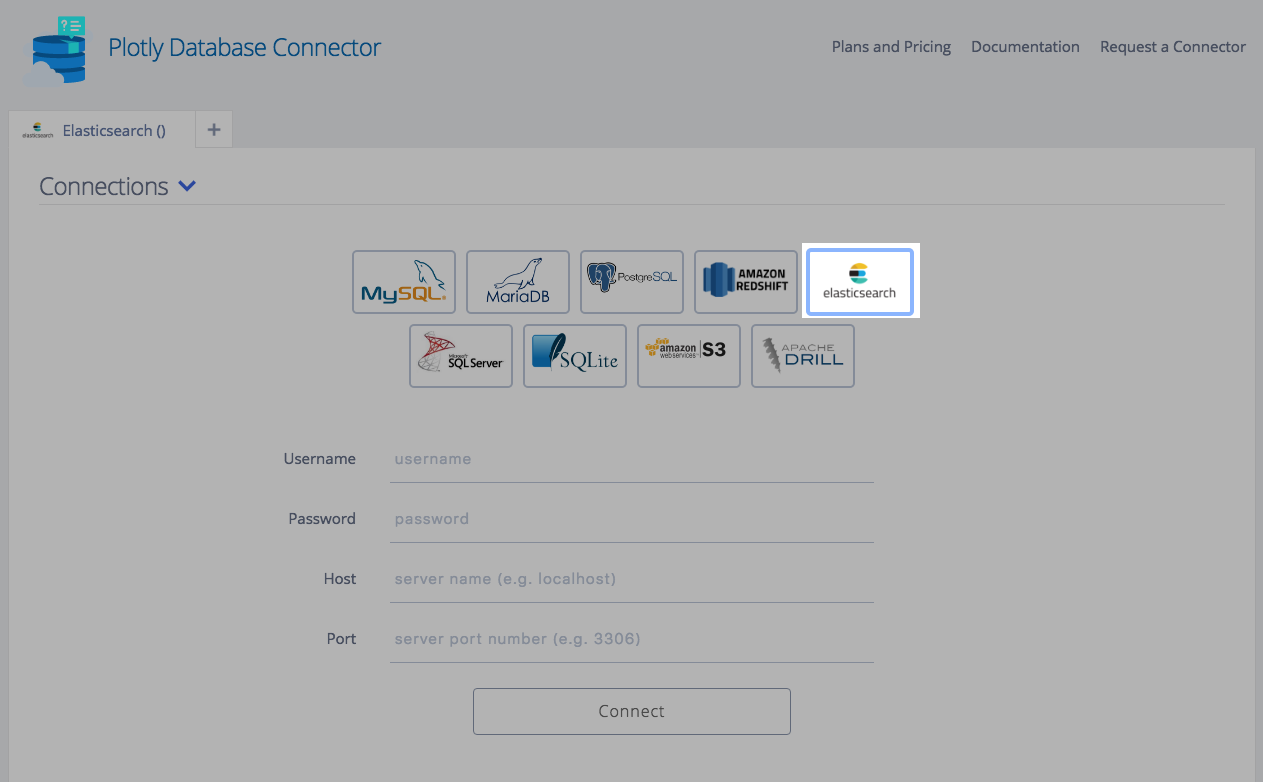 Plotly Database Connector
Plans and Pricing
Documentation
Request a Connector
elasticsearch
Elasticsearch ()
+
Connections
MySQL
MariaDB
PostgreSQL
AMAZON
REDSHIFT
elasticsearch
Microsoft
SQL Server
SQLite
amazon
web services
S3
APACHE
DRILL
Username
username
Password
password
Host
server name (e.g. localhost)
Port
server port number (e.g. 3306)
Connect